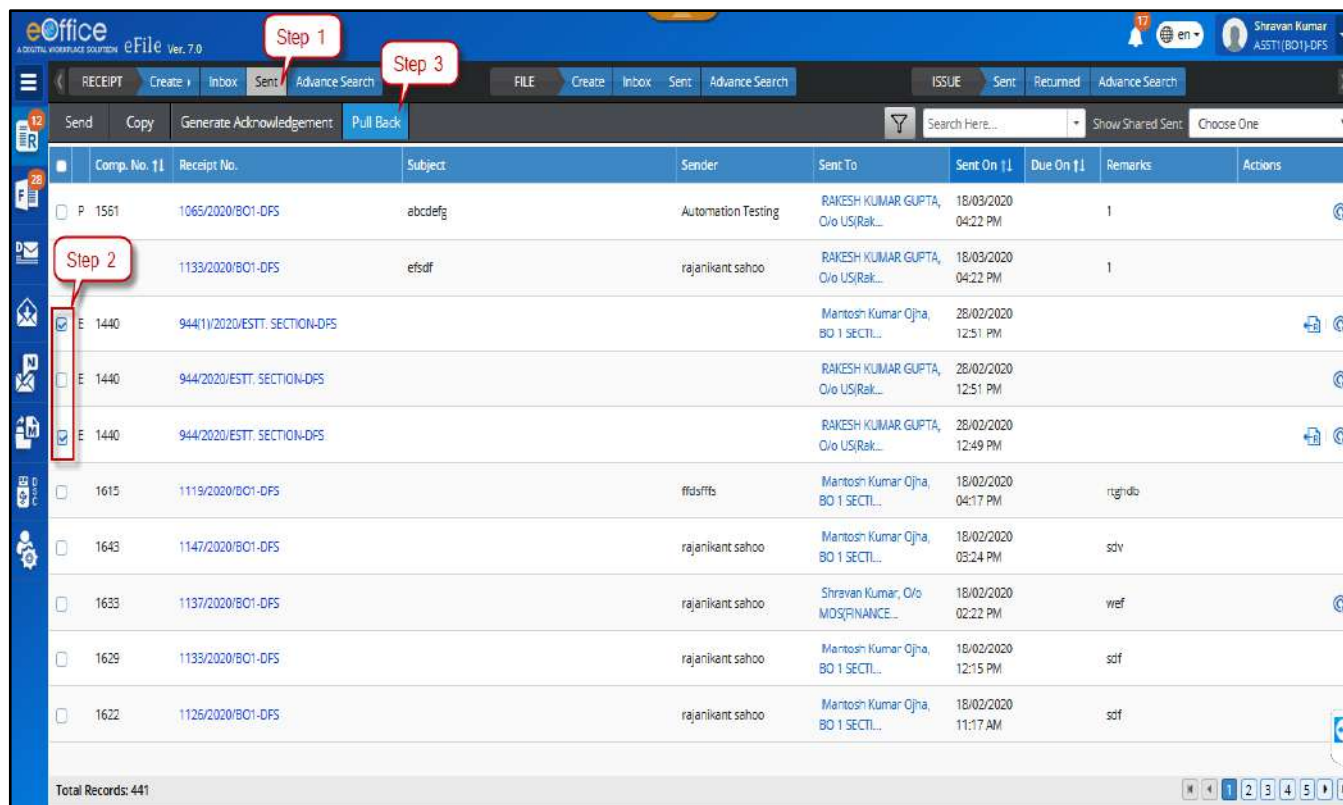 eOffice
A DIGITAL WORKPLACE SOLUTION eFile Ver. 7.0
Step 1
17
en
Shravan Kumar
ASST1(BO1)-DFS
RECEIPT Create Inbox Sent Advance Search
Step 3
FILE Create Inbox Sent Advance Search
ISSUE Sent Returned Advance Search
12
R
Send Copy Generate Acknowledgement Pull Back
Search Here...
Show Shared Sent Choose One
Comp. No. Receipt No. Subject Sender Sent To Sent On Due On Remarks Actions
28
F
P 1561 1065/2020/BO1-DFS abcdefg Automation Testing RAKESH KUMAR GUPTA, 18/03/2020 1
O/o US(Rak... 04:22 PM
D
Step 2
1133/2020/BO1-DFS efsdf rajanikant sahoo RAKESH KUMAR GUPTA, 18/03/2020 1
O/o US(Rak... 04:22 PM
E 1440 944(1)/2020/ESTT. SECTION-DFS Mantosh Kumar Ojha, 28/02/2020
BO 1 SECTI... 12:51 PM
N
E 1440 944/2020/ESTT. SECTION-DFS RAKESH KUMAR GUPTA, 28/02/2020
O/o US(Rak... 12:51 PM
M
E 1440 944/2020/ESTT. SECTION-DFS RAKESH KUMAR GUPTA, 28/02/2020
O/o US(Rak... 12:49 PM
DSC
1615 1119/2020/BO1-DFS ffdsfffs Mantosh Kumar Ojha, 18/02/2020 rtghdb
BO 1 SECTI... 04:17 PM
1643 1147/2020/BO1-DFS rajanikant sahoo Mantosh Kumar Ojha, 18/02/2020 sdv
BO 1 SECTI... 03:24 PM
1633 1137/2020/BO1-DFS rajanikant sahoo Shravan Kumar, O/o 18/02/2020 wef
MOS(FINANCE... 02:22 PM
1629 1133/2020/BO1-DFS rajanikant sahoo Mantosh Kumar Ojha, 18/02/2020 sdf
BO 1 SECTI... 12:15 PM
1622 1126/2020/BO1-DFS rajanikant sahoo Mantosh Kumar Ojha, 18/02/2020 sdf
BO 1 SECTI... 11:17 AM
Total Records: 441
1 2 3 4 5